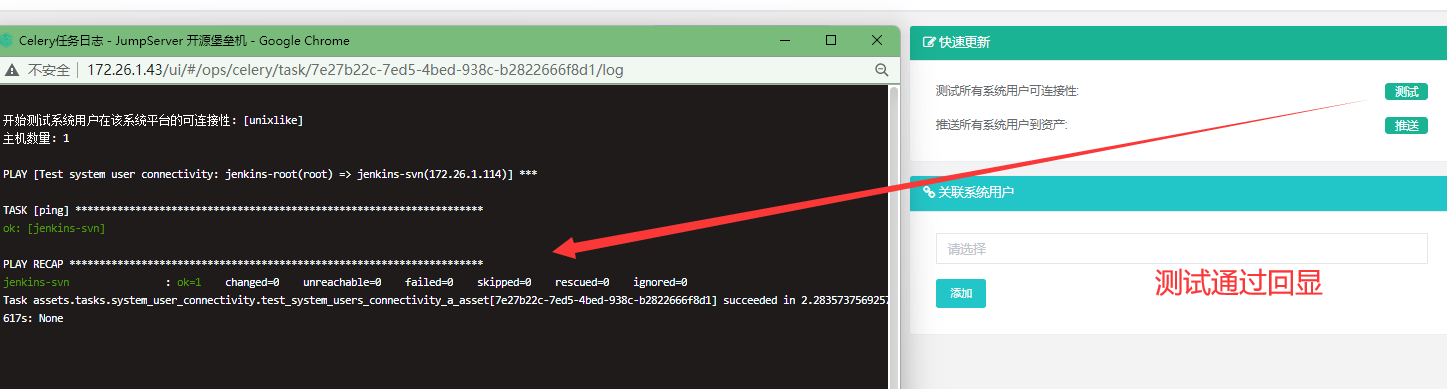 Celery任务日志 - JumpServer 开源堡垒机 - Google Chrome
不安全 | 172.26.1.43/ui/#/ops/celery/task/7e27b22c-7ed5-4bed-938c-b2822666f8d1/log
开始测试系统用户在该系统平台的可连接性: [unixlike]
主机数量: 1
PLAY [Test system user connectivity: jenkins-root(root) => jenkins-svn(172.26.1.114)] ***
TASK [ping] ********************************************************************
ok: [jenkins-svn]
PLAY RECAP *********************************************************************
jenkins-svn : ok=1 changed=0 unreachable=0 failed=0 skipped=0 rescued=0 ignored=0
Task assets.tasks.system_user_connectivity.test_system_users_connectivity_a_asset[7e27b22c-7ed5-4bed-938c-b2822666f8d1] succeeded in 2.2835737569257
617s: None
快速更新
测试所有系统用户可连接性: 测试
推送所有系统用户到资产: 推送
关联系统用户
请选择
添加
测试通过回显